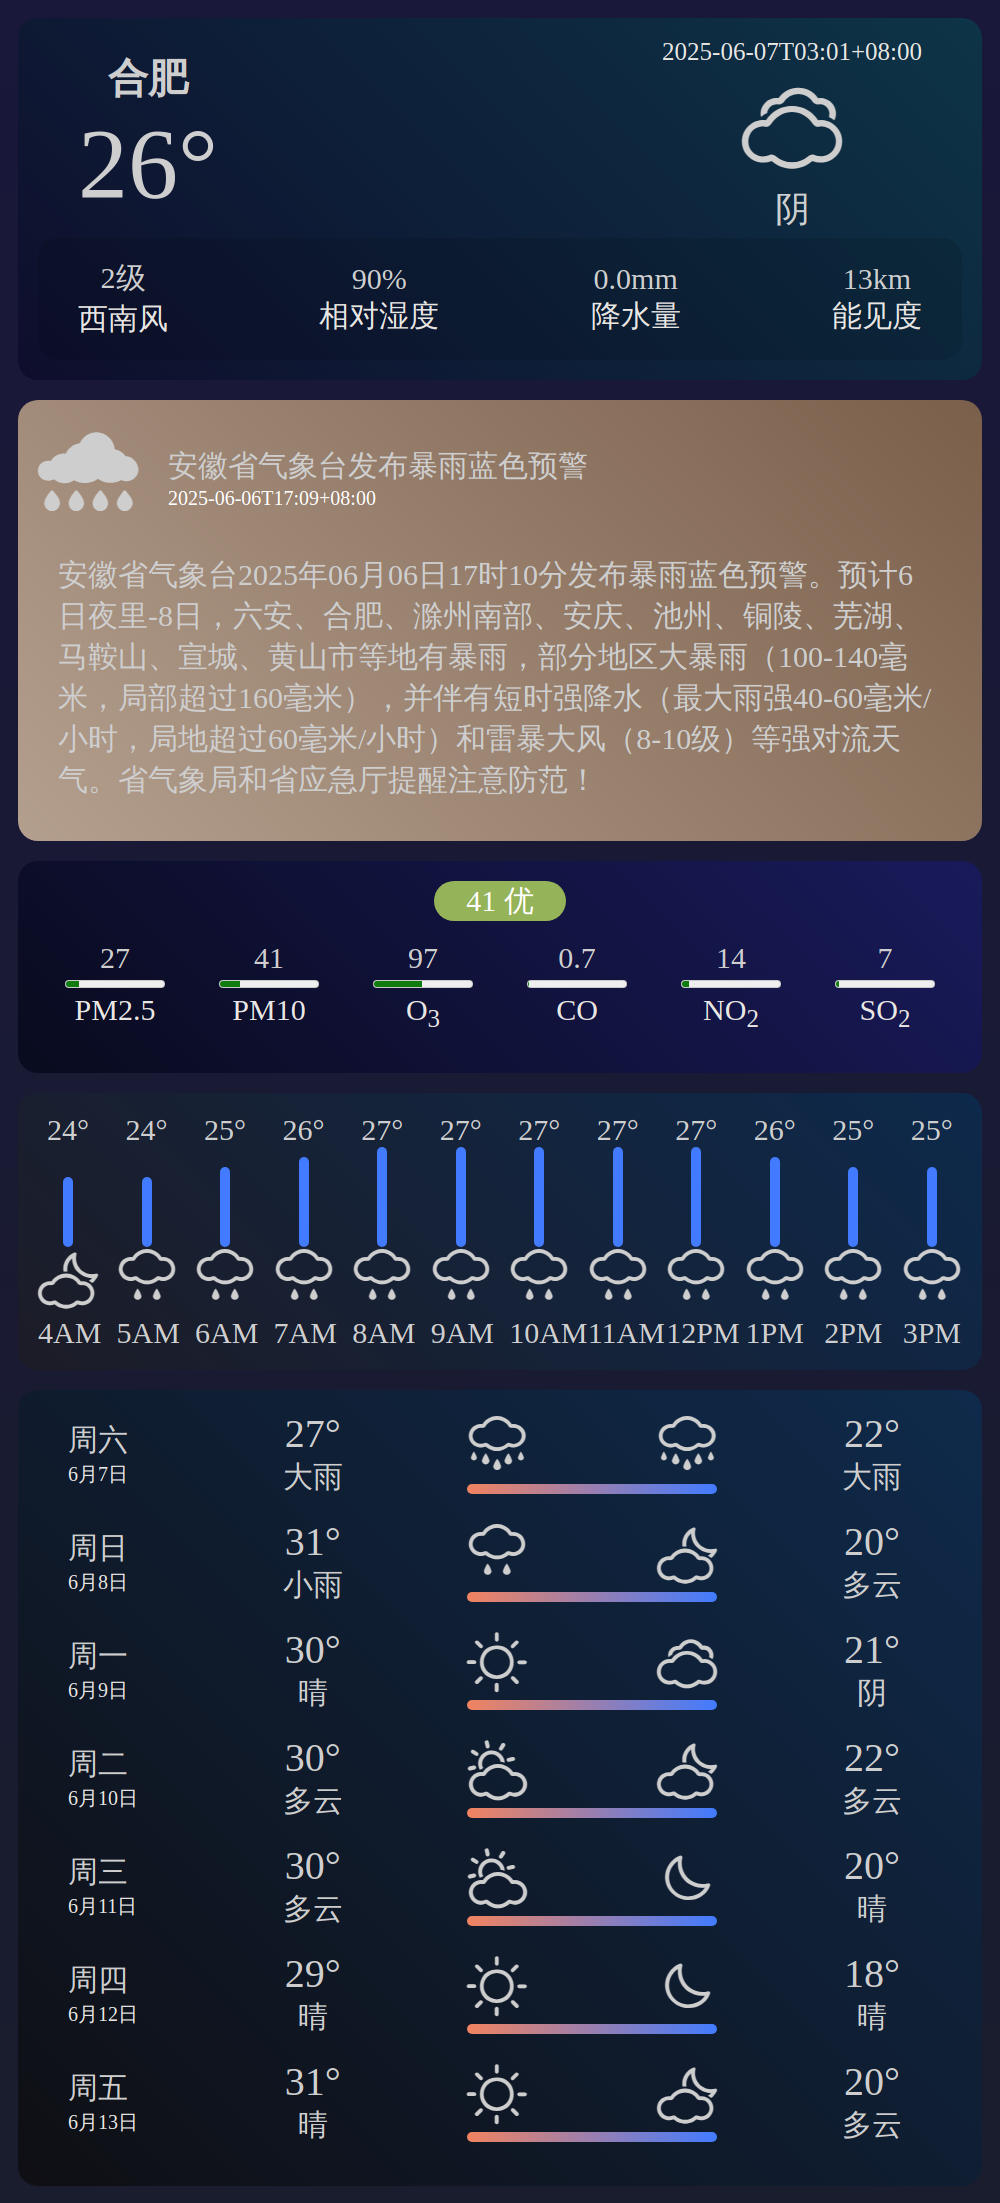 合肥
26°
2025-06-07T03:01+08:00
阴
2级 90% 0.0mm 13km
西南风 相对湿度 降水量 能见度
安徽省气象台发布暴雨蓝色预警
2025-06-06T17:09+08:00
安徽省气象台2025年06月06日17时10分发布暴雨蓝色预警。预计6
日夜里-8日，六安、合肥、滁州南部、安庆、池州、铜陵、芜湖、
马鞍山、宣城、黄山市等地有暴雨，部分地区大暴雨（100-140毫
米，局部超过160毫米），并伴有短时强降水（最大雨强40-60毫米/
小时，局地超过60毫米/小时）和雷暴大风（8-10级）等强对流天
气。省气象局和省应急厅提醒注意防范！
41 优
27 41 97 0.7 14 7
PM2.5 PM10 O3 CO NO2 SO2
24° 24° 25° 26° 27° 27° 27° 27° 27° 26° 25° 25°
4AM 5AM 6AM 7AM 8AM 9AM 10AM 11AM 12PM 1PM 2PM 3PM
周六 27° 22°
6月7日 大雨 大雨
周日 31° 20°
6月8日 小雨 多云
周一 30° 21°
6月9日 晴 阴
周二 30° 22°
6月10日 多云 多云
周三 30° 20°
6月11日 多云 晴
周四 29° 18°
6月12日 晴 晴
周五 31° 20°
6月13日 晴 多云